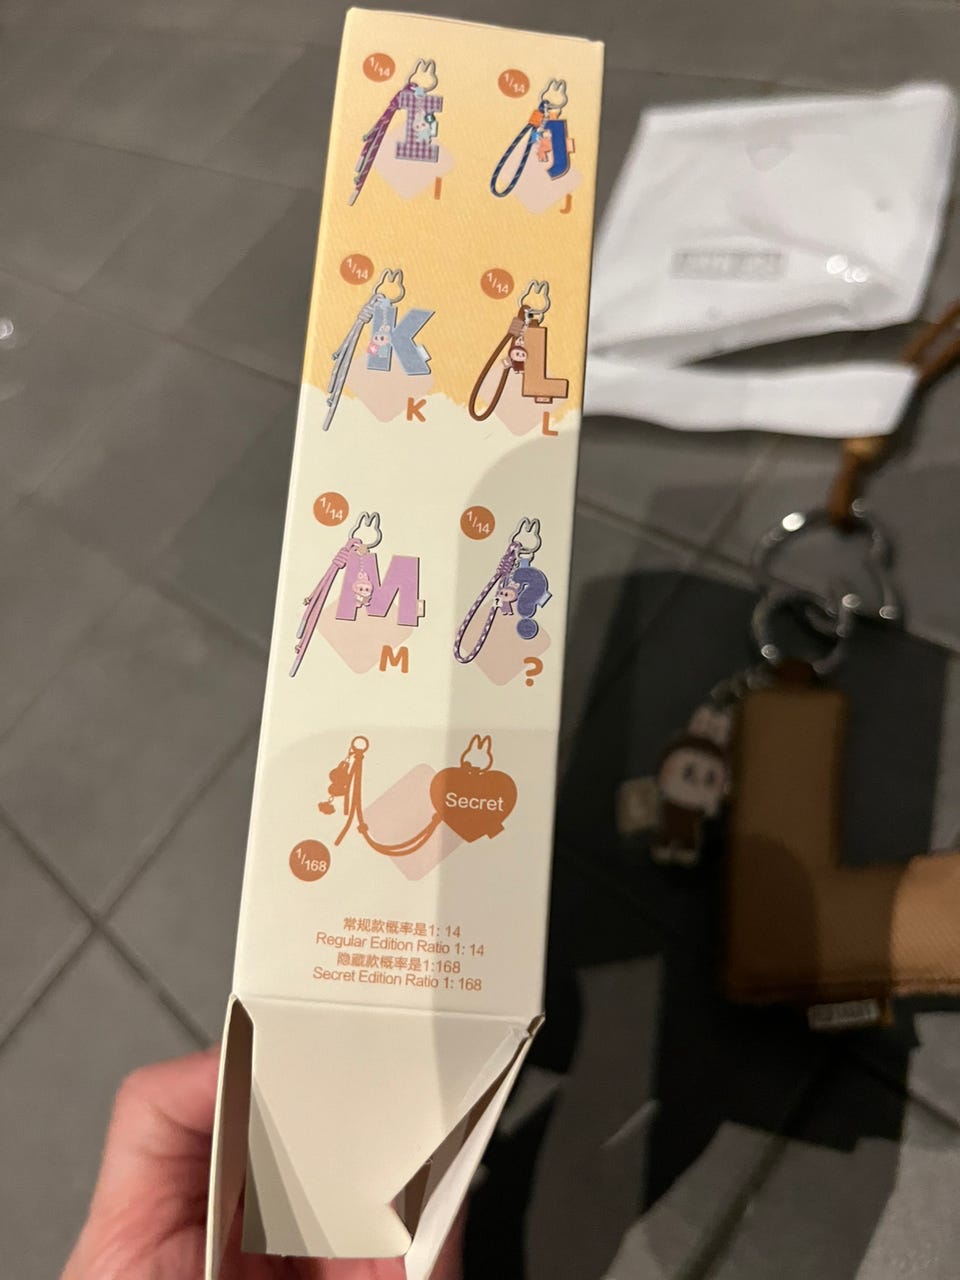 1/14
1/14
I
J
1/14
1/14
K
L
1/14
1/14
M
?
Secret
1/168
常规款概率是1: 14
Regular Edition Ratio 1: 14
隐藏款概率是1:168
Secret Edition Ratio 1: 168